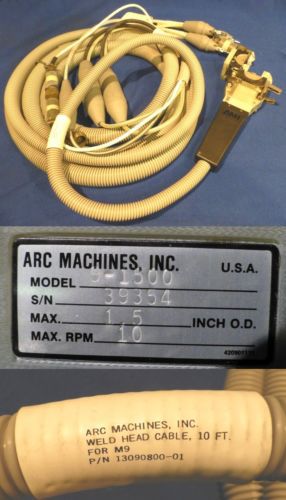 AMI
ARC MACHINES, INC.
U.S.A.
MODEL 9-1500
S/N 39354
MAX. 1.5 INCH O.D.
MAX. RPM 10
ARC MACHINES, INC.
WELD HEAD CABLE, 10 FT.
FOR M9
P/N 13090800-01